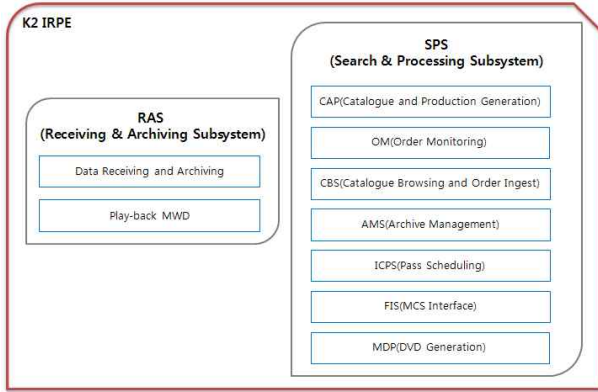 K2 IRPE
RAS
(Receiving & Archiving Subsystem)
Data Receiving and Archiving
Play-back MWD
SPS
(Search & Processing Subsystem)
CAP(Catalogue and Production Generation)
OM(Order Monitoring)
CBS(Catalogue Browsing and Order Ingest)
AMS(Archive Management)
ICPS(Pass Scheduling)
FIS(MCS Interface)
MDP(DVD Generation)